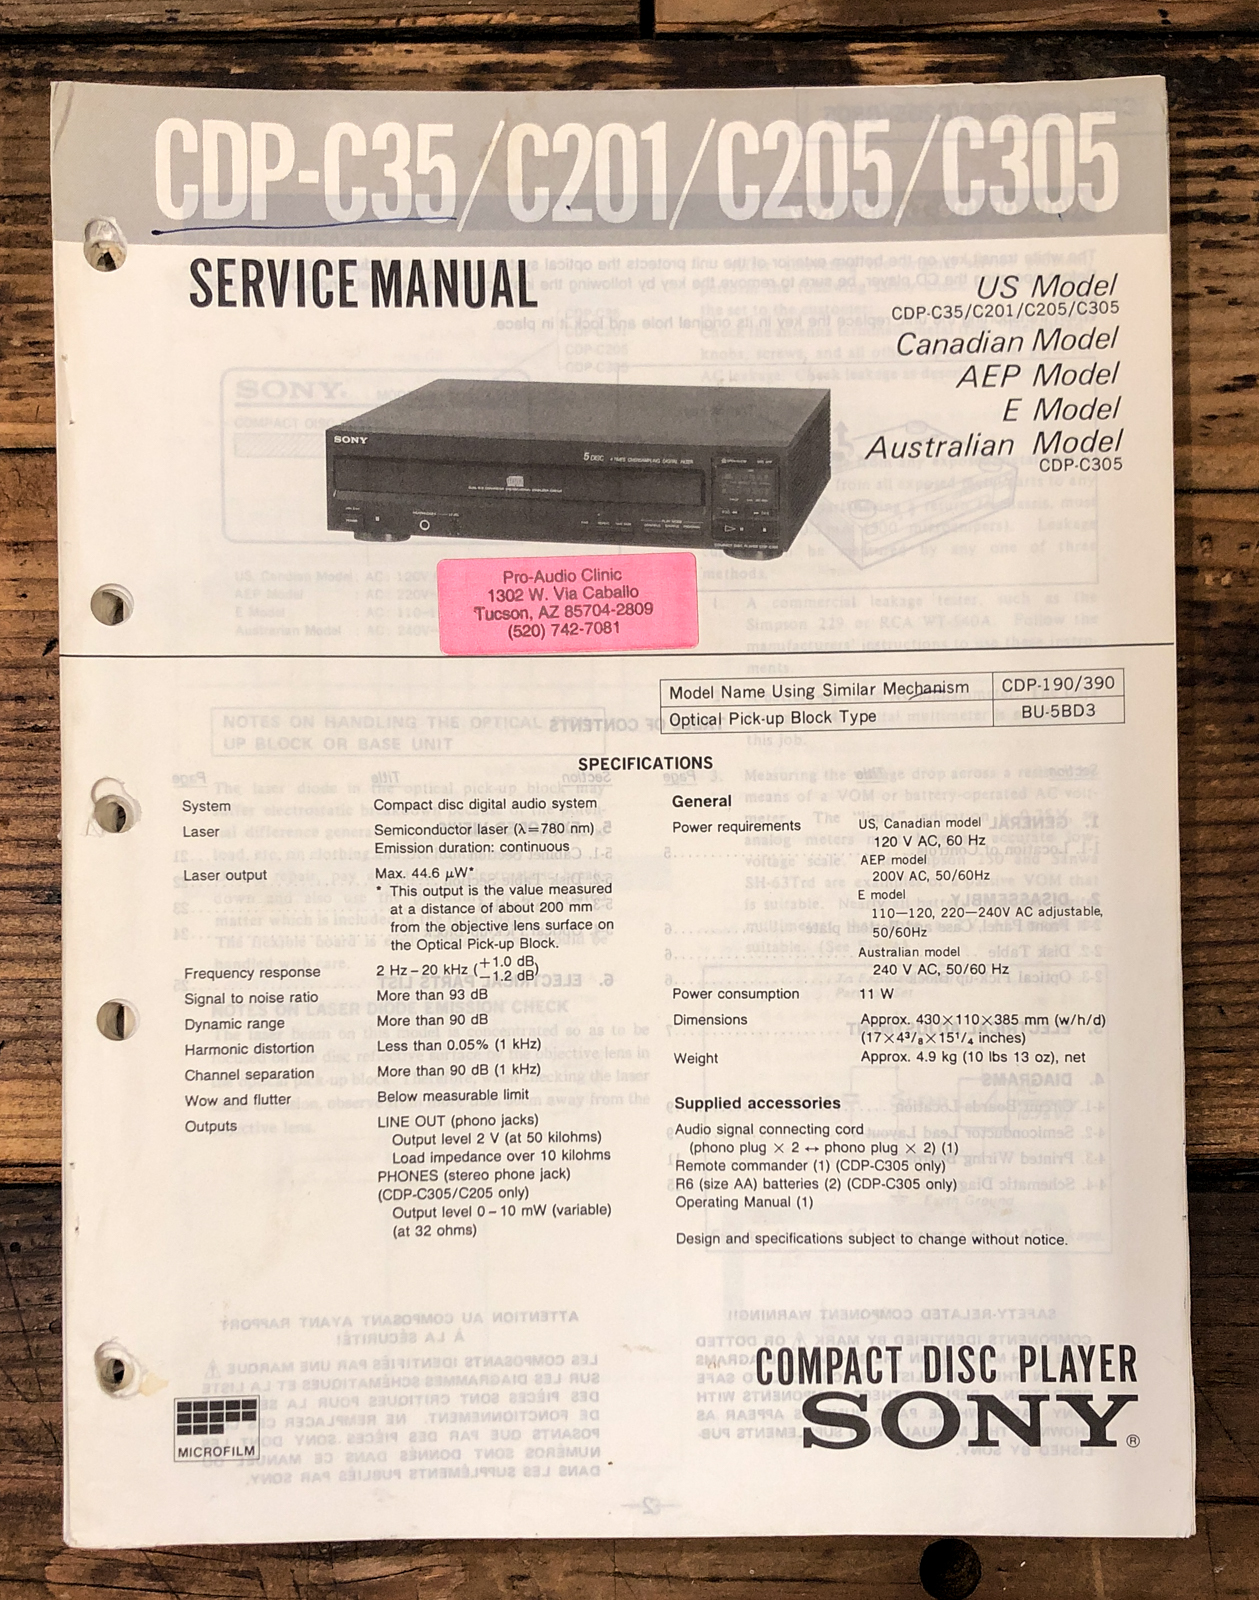 CDP-C35/C201/C205/C305
SERVICE MANUAL
US Model
CDP-C35/C201/C205/C305
Canadian Model
AEP Model
E Model
Australian Model
CDP-C305
SONY
5 DISC
Pro-Audio Clinic
1302 W. Via Caballo
Tucson, AZ 85704-2809
(520) 742-7081
Model Name Using Similar Mechanism CDP-190/390
Optical Pick-up Block Type BU-5BD3
SPECIFICATIONS
System Compact disc digital audio system
Laser Semiconductor laser (λ=780 nm)
Emission duration: continuous
Laser output Max. 44.6 μW*
* This output is the value measured
at a distance of about 200 mm
from the objective lens surface on
the Optical Pick-up Block.
Frequency response 2 Hz–20 kHz (+1.0 dB −1.2 dB)
Signal to noise ratio More than 93 dB
Dynamic range More than 90 dB
Harmonic distortion Less than 0.05% (1 kHz)
Channel separation More than 90 dB (1 kHz)
Wow and flutter Below measurable limit
Outputs LINE OUT (phono jacks)
Output level 2 V (at 50 kilohms)
Load impedance over 10 kilohms
PHONES (stereo phone jack)
(CDP-C305/C205 only)
Output level 0–10 mW (variable)
(at 32 ohms)
General
Power requirements US, Canadian model
120 V AC, 60 Hz
AEP model
200V AC, 50/60Hz
E model
110—120, 220—240V AC adjustable,
50/60Hz
Australian model
240 V AC, 50/60 Hz
Power consumption 11 W
Dimensions Approx. 430×110×385 mm (w/h/d)
(17×4³/₈×15¹/₄ inches)
Weight Approx. 4.9 kg (10 lbs 13 oz), net
Supplied accessories
Audio signal connecting cord
(phono plug × 2 ↔ phono plug × 2) (1)
Remote commander (1) (CDP-C305 only)
R6 (size AA) batteries (2) (CDP-C305 only)
Operating Manual (1)
Design and specifications subject to change without notice.
MICROFILM
COMPACT DISC PLAYER
SONY®